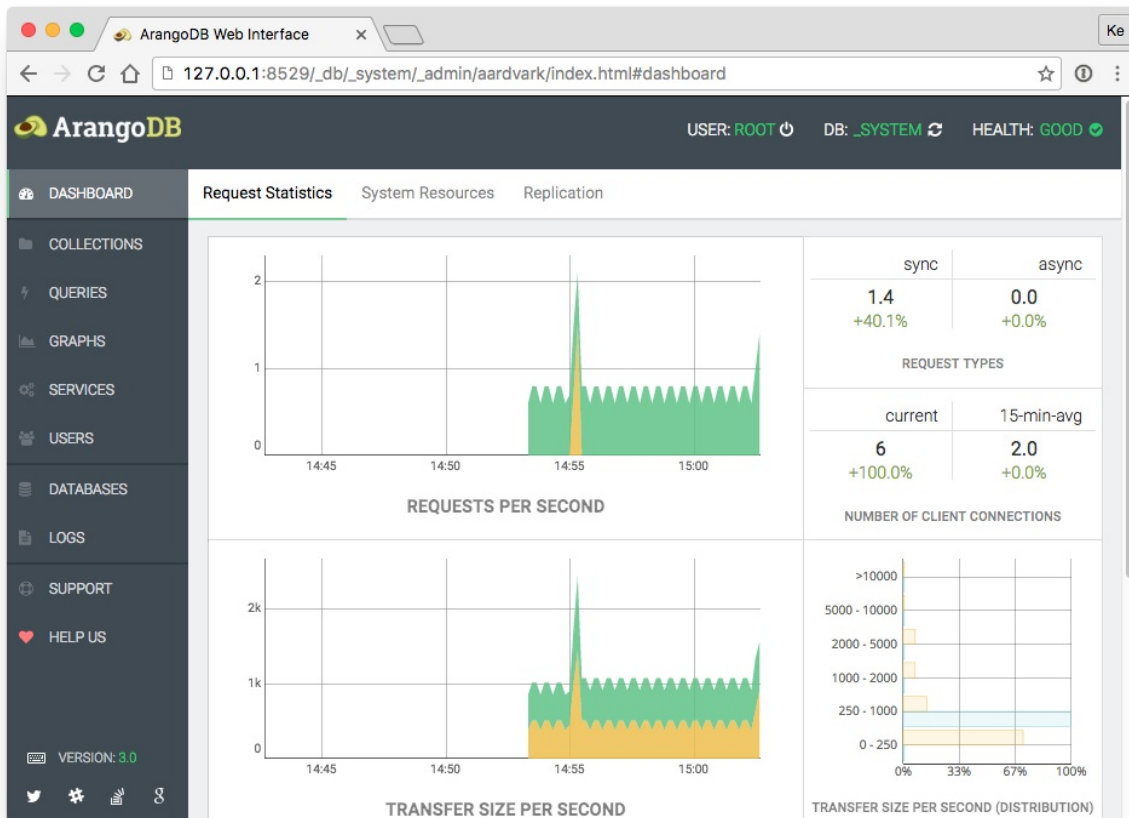 ArangoDB Web Interface
Ke
127.0.0.1:8529/_db/_system/_admin/aardvark/index.html#dashboard
ArangoDB
USER: ROOT DB: _SYSTEM HEALTH: GOOD
DASHBOARD
COLLECTIONS
QUERIES
GRAPHS
SERVICES
USERS
DATABASES
LOGS
SUPPORT
HELP US
VERSION: 3.0
Request Statistics System Resources Replication
2
1
0
14:45 14:50 14:55 15:00
REQUESTS PER SECOND
sync async
1.4 0.0
+40.1% +0.0%
REQUEST TYPES
current 15-min-avg
6 2.0
+100.0% +0.0%
NUMBER OF CLIENT CONNECTIONS
2k
1k
0
14:45 14:50 14:55 15:00
TRANSFER SIZE PER SECOND
>10000
5000 - 10000
2000 - 5000
1000 - 2000
250 - 1000
0 - 250
0% 33% 67% 100%
TRANSFER SIZE PER SECOND (DISTRIBUTION)